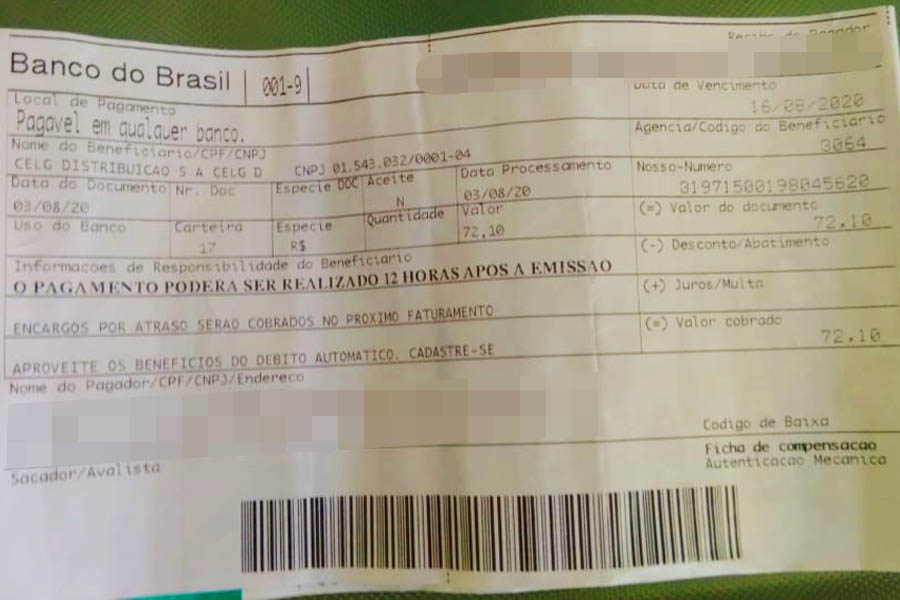 Recibo do Pagador
Banco do Brasil 001-9
Local de Pagamento
Pagavel em qualquer banco.
Data de Vencimento
16/08/2020
Nome do Beneficiario/CPF/CNPJ
CELG DISTRIBUICAO S A CELG D CNPJ 01.543.032/0001-04
Agencia/Codigo do Beneficiario
3064
Data do Documento Nr. Doc Especie DOC Aceite Data Processamento
03/08/20 N 03/08/20
Nosso-Numero
31971500198045620
Uso do Banco Carteira Especie Quantidade Valor
17 R$ 72,10
(=) Valor do documento
72,10
Informacoes de Responsibilidade do Beneficiario
O PAGAMENTO PODERA SER REALIZADO 12 HORAS APOS A EMISSAO
ENCARGOS POR ATRASO SERAO COBRADOS NO PROXIMO FATURAMENTO
APROVEITE OS BENEFICIOS DO DEBITO AUTOMATICO. CADASTRE-SE
(-) Desconto/Abatimento
(+) Juros/Multa
(=) Valor cobrado
72,10
Nome do Pagador/CPF/CNPJ/Endereco
Sacador/Avalista
Codigo de Baixa
Ficha de compensacao
Autenticacao Mecanica